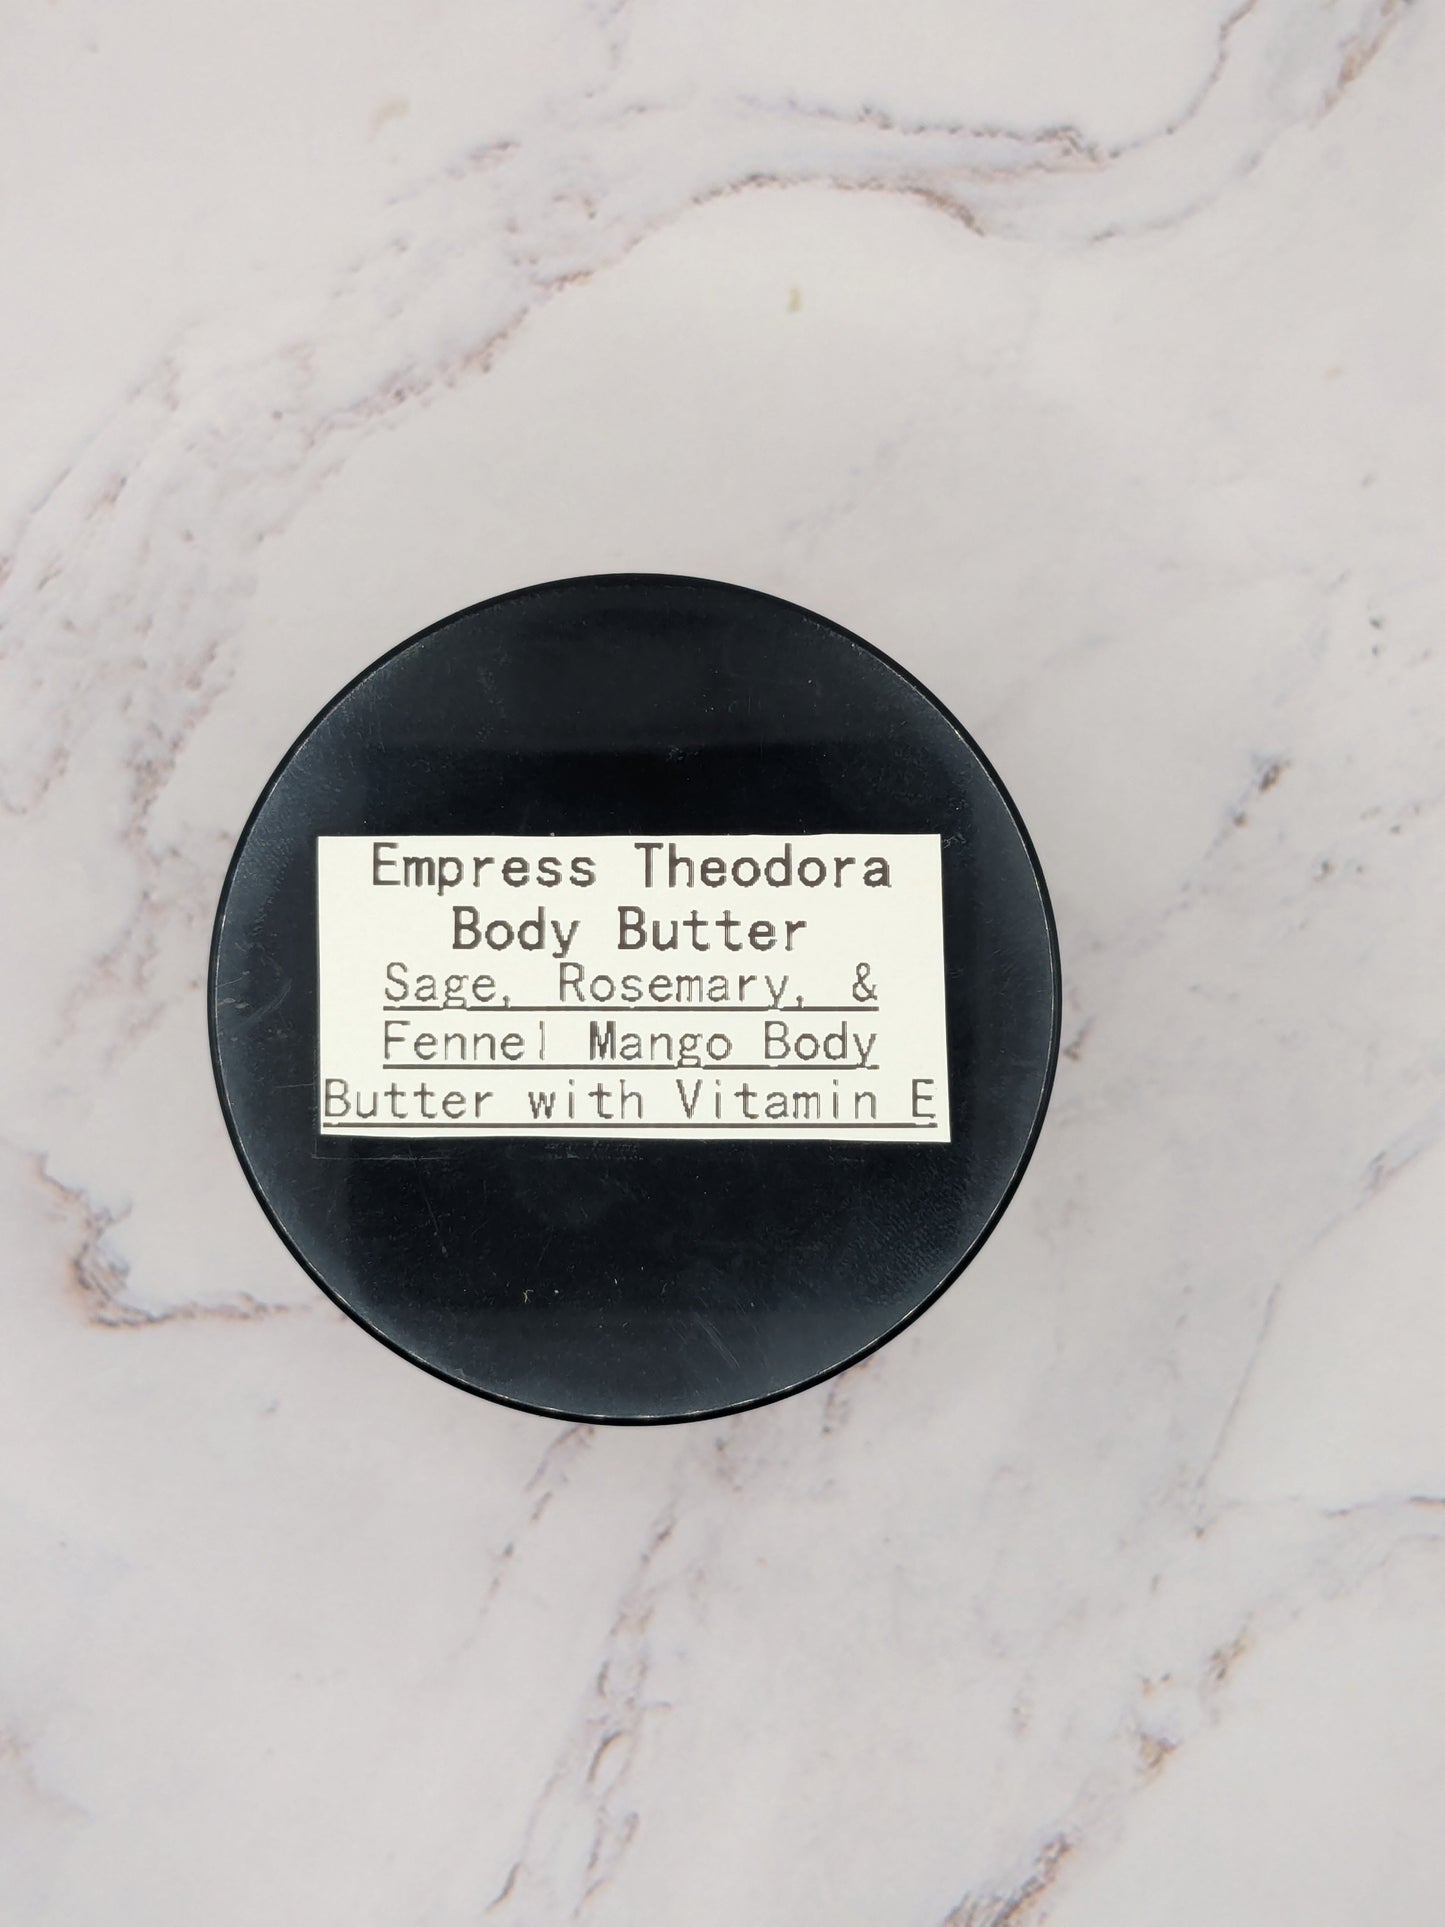 Empress Theodora
Body Butter
Sage, Rosemary, &
Fennel Mango Body
Butter with Vitamin E